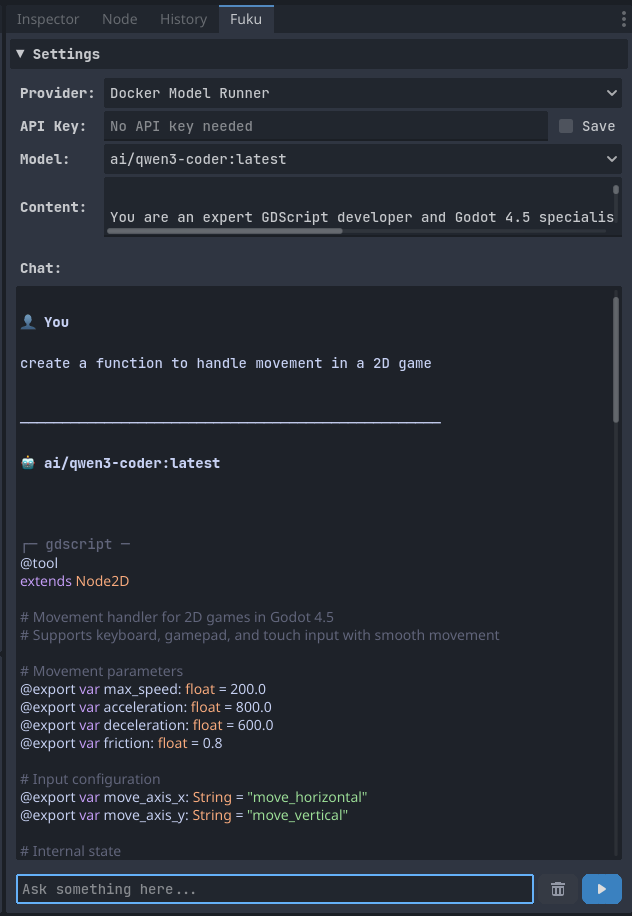 Inspector Node History Fuku
▼ Settings
Provider: Docker Model Runner
API Key: No API key needed Save
Model: ai/qwen3-coder:latest
Content: You are an expert GDScript developer and Godot 4.5 specialis
Chat:
You
create a function to handle movement in a 2D game
ai/qwen3-coder:latest
┌─ gdscript ─
@tool
extends Node2D
# Movement handler for 2D games in Godot 4.5
# Supports keyboard, gamepad, and touch input with smooth movement
# Movement parameters
@export var max_speed: float = 200.0
@export var acceleration: float = 800.0
@export var deceleration: float = 600.0
@export var friction: float = 0.8
# Input configuration
@export var move_axis_x: String = "move_horizontal"
@export var move_axis_y: String = "move_vertical"
# Internal state
Ask something here...